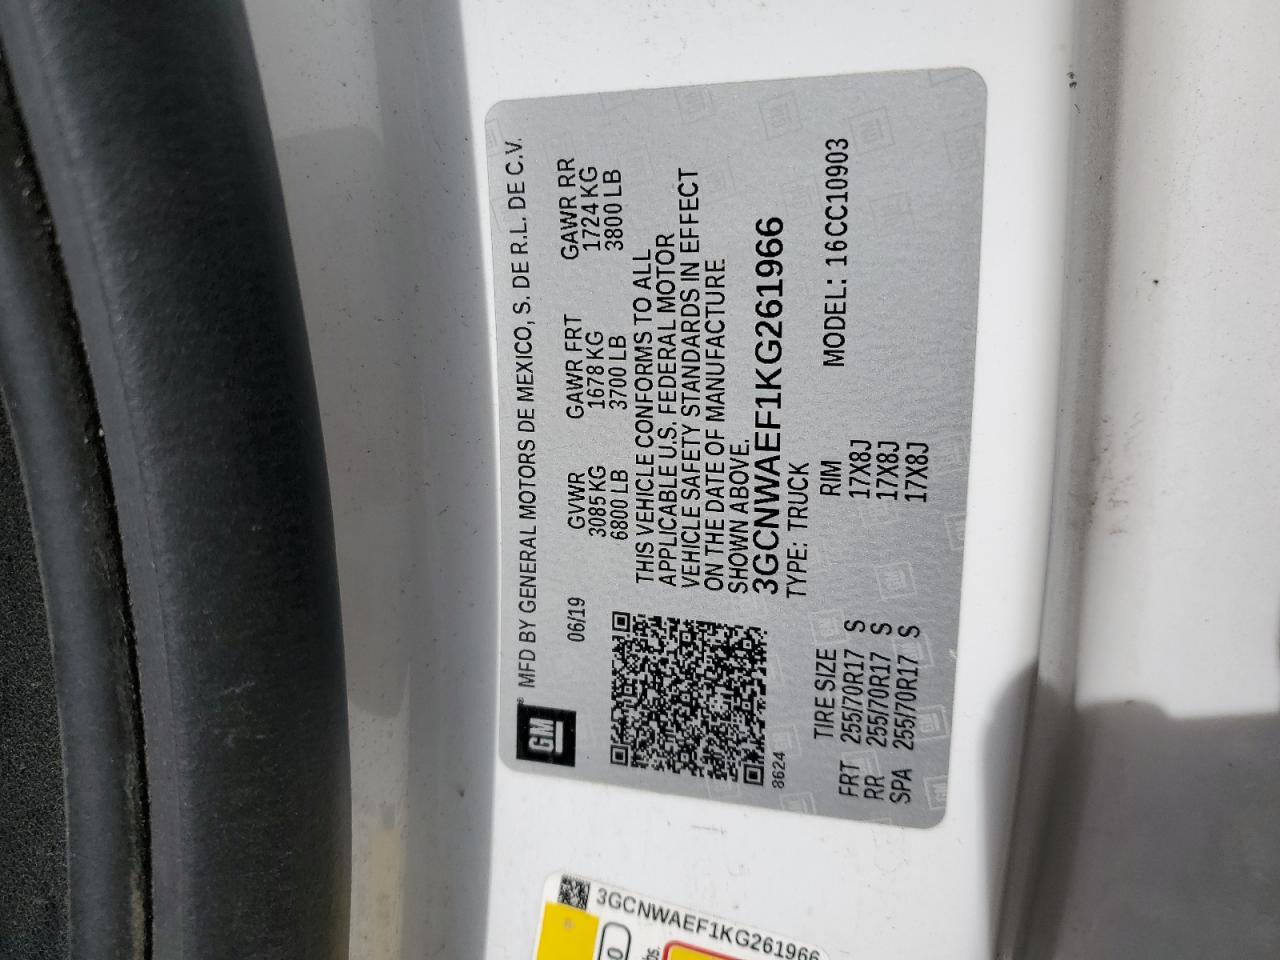 GM
MFD BY GENERAL MOTORS DE MEXICO, S. DE R.L. DE C.V.
06/19
GVWR GAWR FRT GAWR RR
3085 KG 1678 KG 1724 KG
6800 LB 3700 LB 3800 LB
THIS VEHICLE CONFORMS TO ALL
APPLICABLE U.S. FEDERAL MOTOR
VEHICLE SAFETY STANDARDS IN EFFECT
ON THE DATE OF MANUFACTURE
SHOWN ABOVE.
3GCNWAEF1KG261966
TYPE: TRUCK
8624
TIRE SIZE RIM MODEL: 16CC10903
FRT 255/70R17 S 17X8J
RR 255/70R17 S 17X8J
SPA 255/70R17 S 17X8J
3GCNWAEF1KG261966